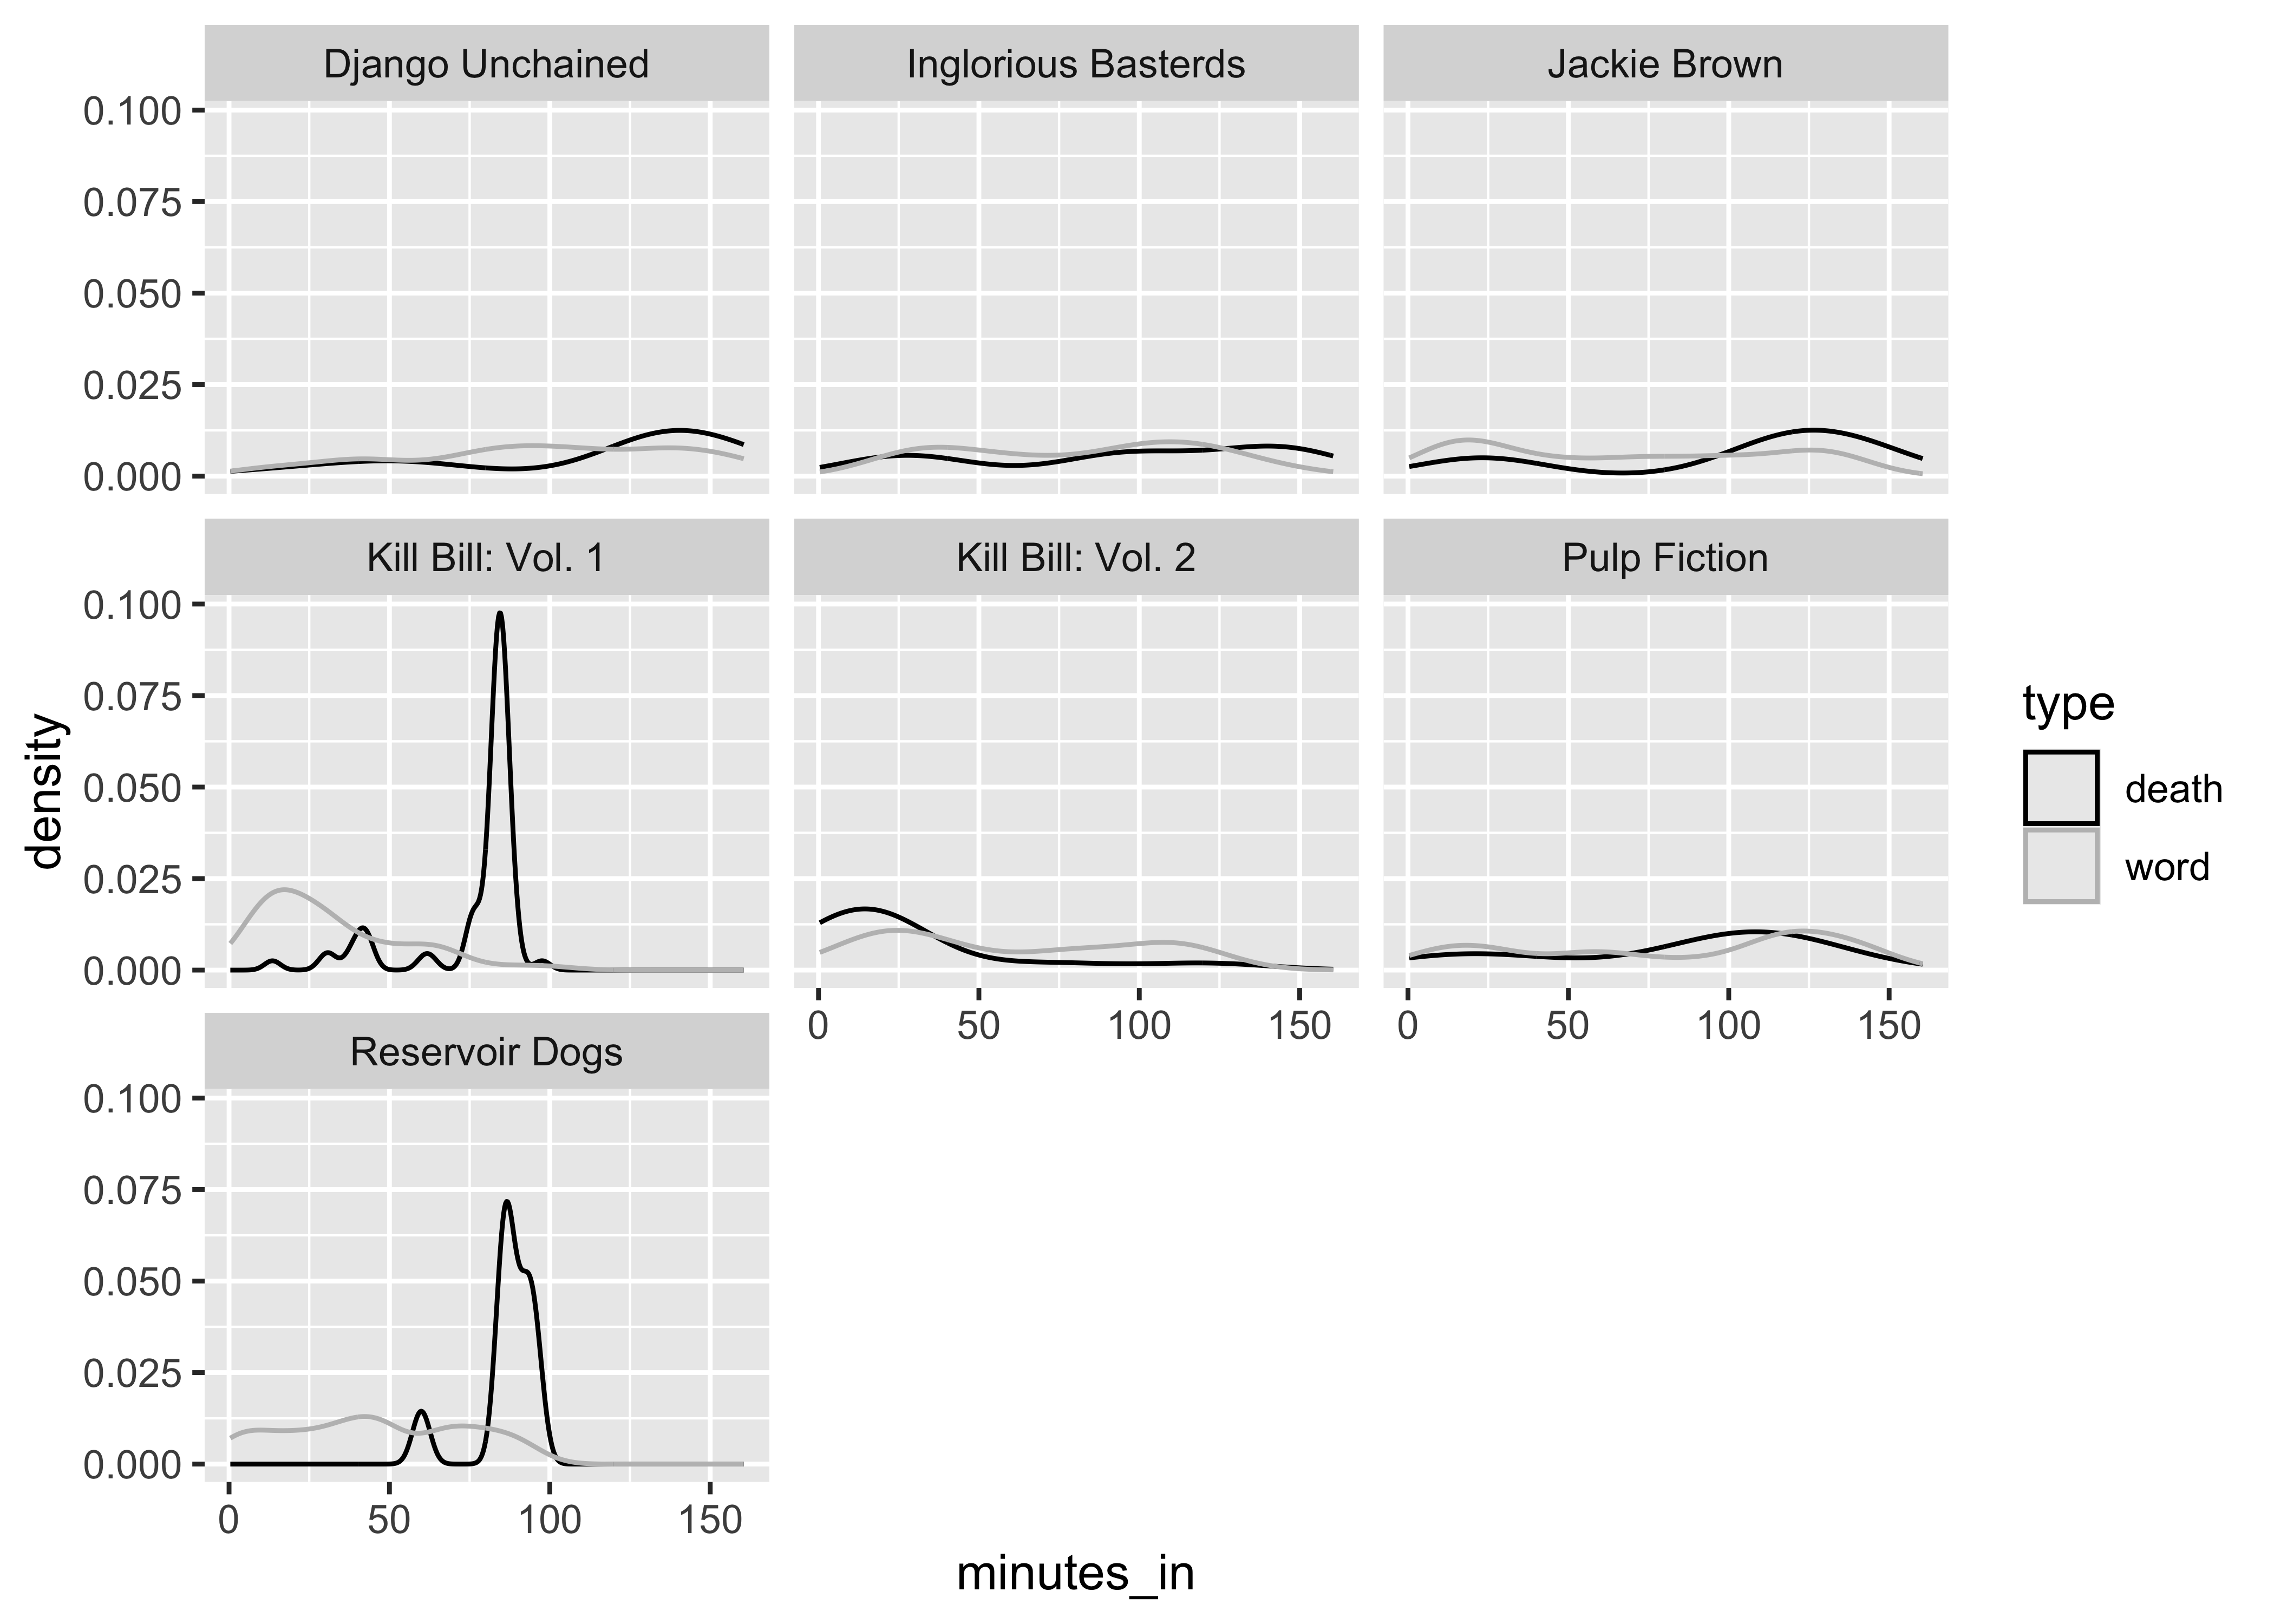 Django Unchained
Inglorious Basterds
Jackie Brown
0.100
0.075
0.050
0.025
0.000
Kill Bill: Vol. 1
Kill Bill: Vol. 2
Pulp Fiction
0.100
0.075
0.050
0.025
0.000
0 50 100 150
0 50 100 150
Reservoir Dogs
0.100
0.075
0.050
0.025
0.000
0 50 100 150
density
minutes_in
type
death
word